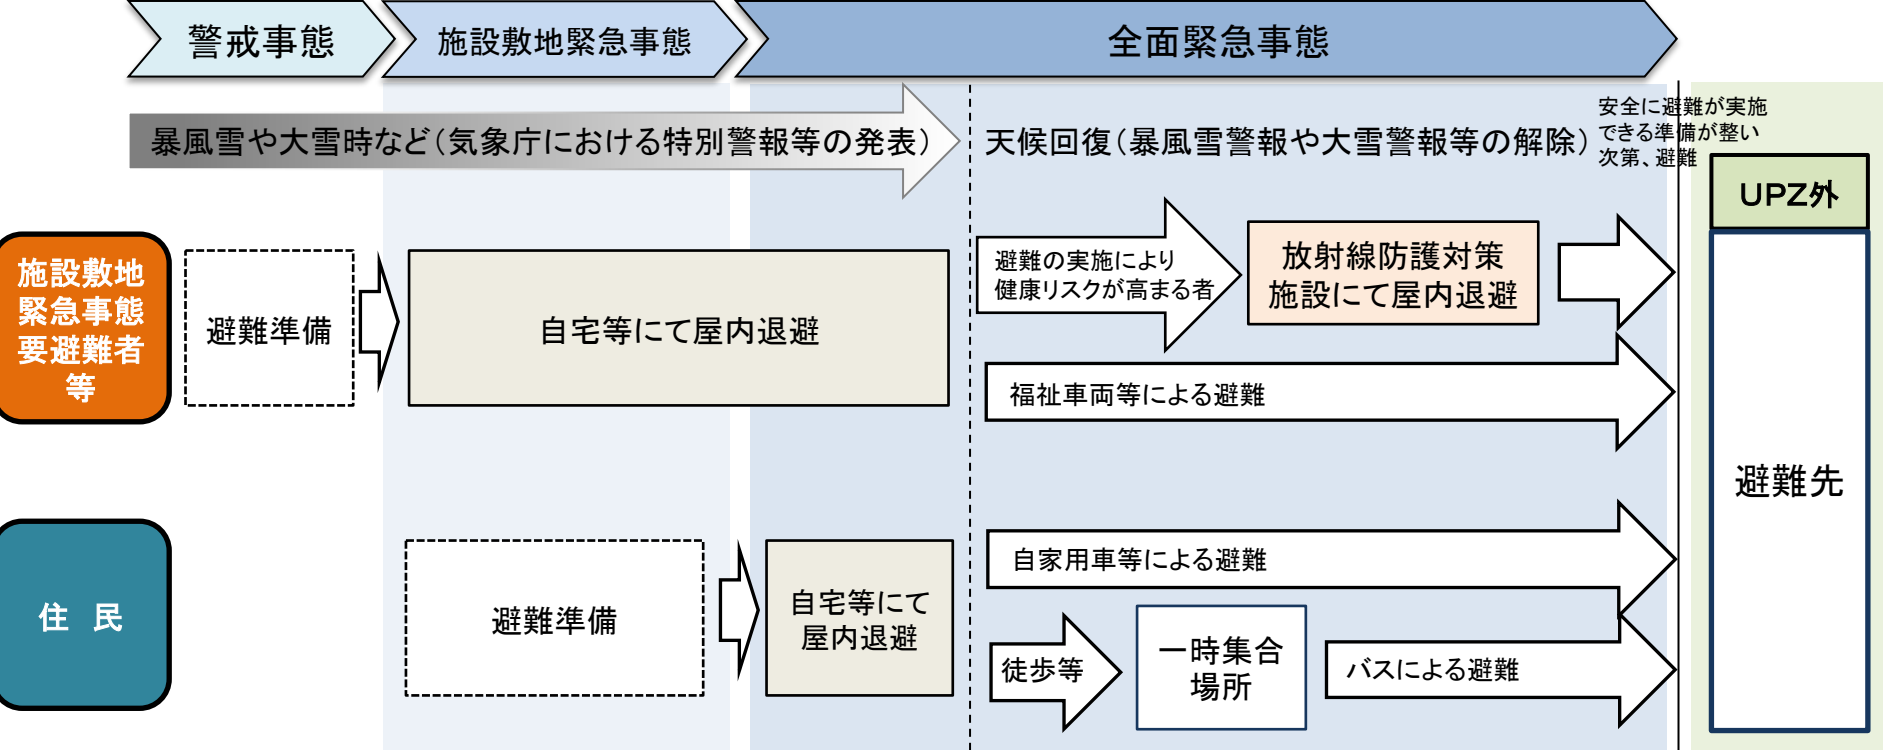 警戒事態
施設敷地緊急事態
全面緊急事態
暴風雪や大雪時など（気象庁における特別警報等の発表）
天候回復（暴風雪警報や大雪警報等の解除）
安全に避難が実施
できる準備が整い
次第、避難
UPZ外
施設敷地
緊急事態
要避難者
等
避難準備
自宅等にて屋内退避
避難の実施により
健康リスクが高まる者
放射線防護対策
施設にて屋内退避
福祉車両等による避難
避難先
住　民
避難準備
自宅等にて
屋内退避
自家用車等による避難
徒歩等
一時集合
場所
バスによる避難